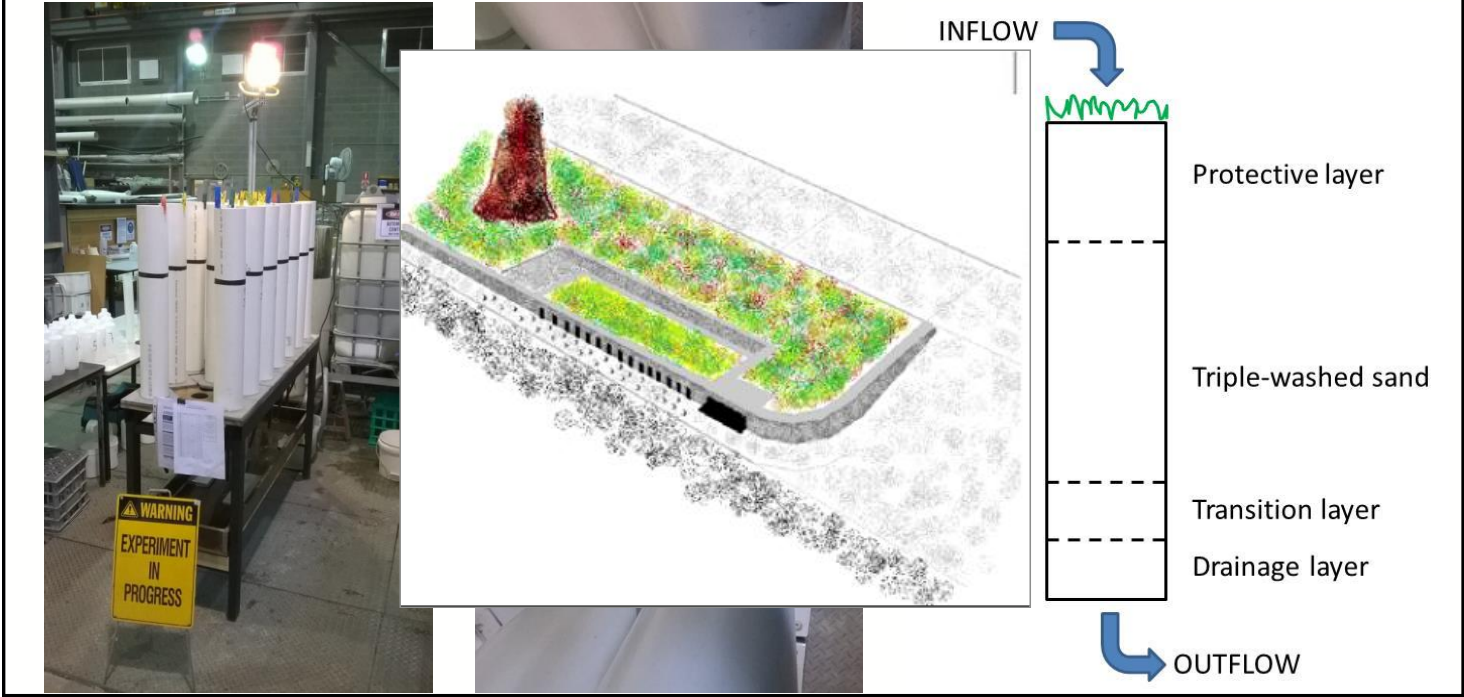 WARNING
EXPERIMENT
IN
PROGRESS
INFLOW
Protective layer
Triple-washed sand
Transition layer
Drainage layer
OUTFLOW